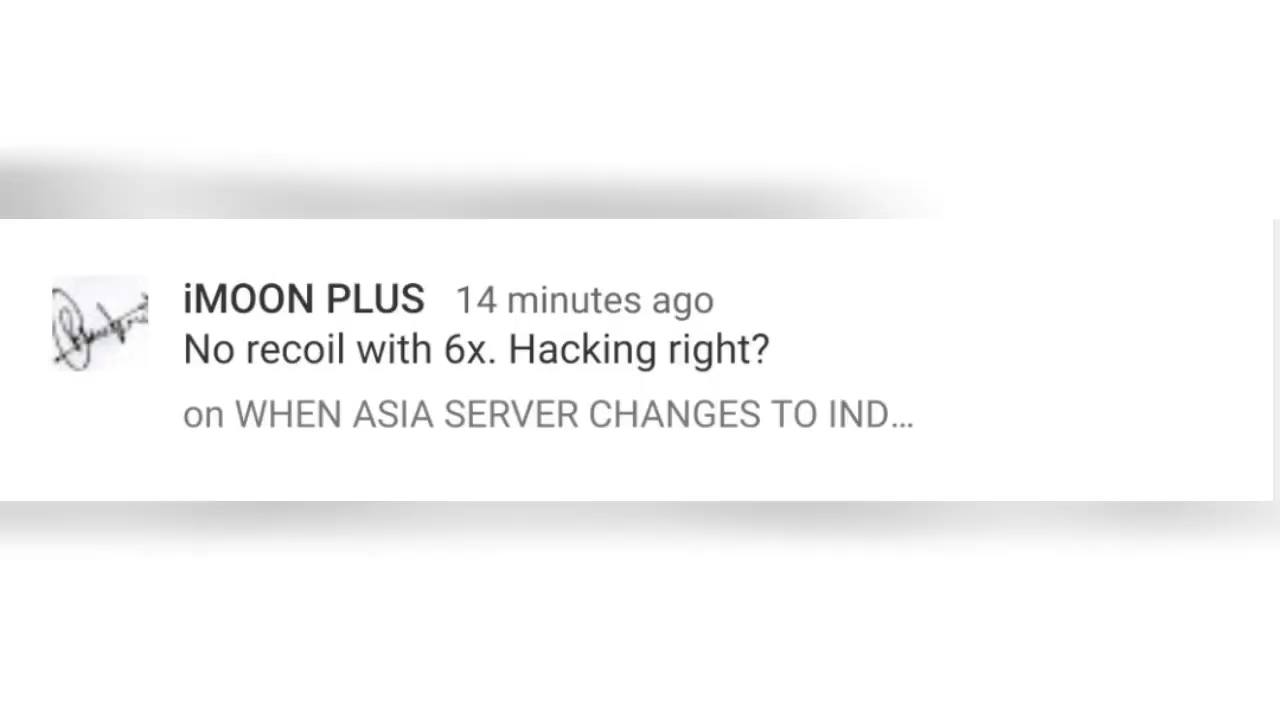 iMOON PLUS 14 minutes ago
No recoil with 6x. Hacking right?
on WHEN ASIA SERVER CHANGES TO IND...